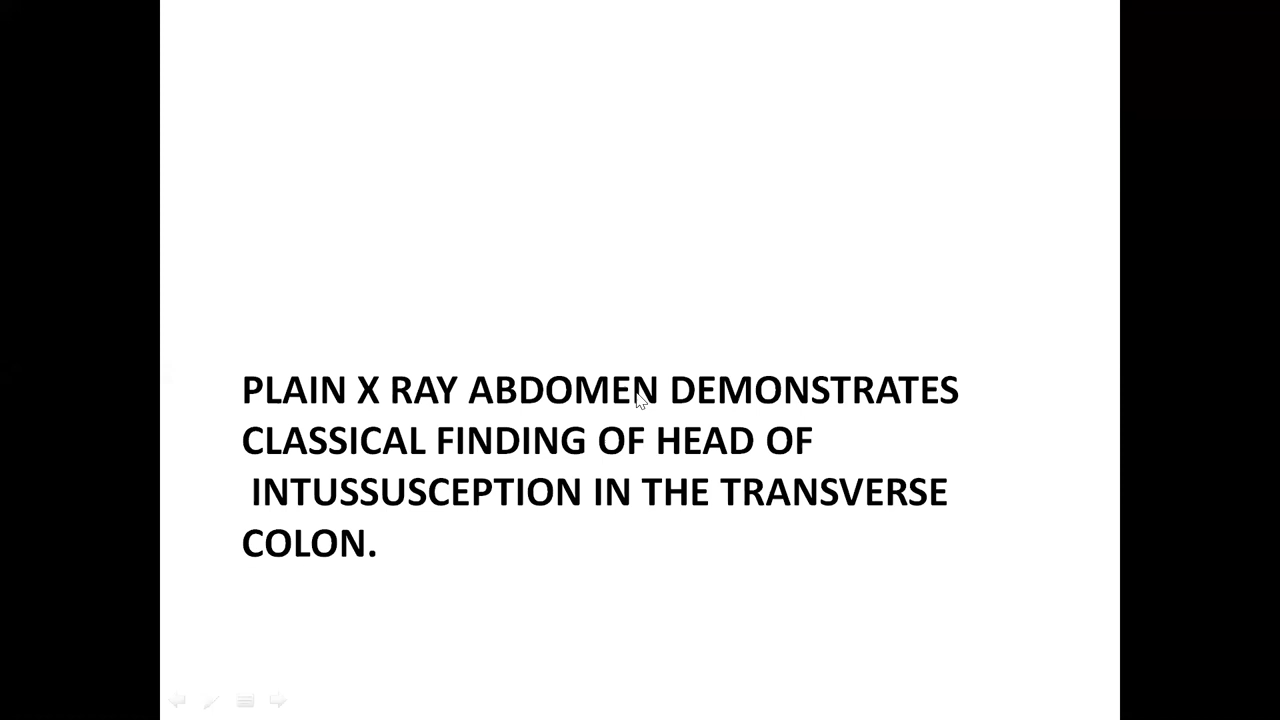 PLAIN X RAY ABDOMEN DEMONSTRATES
CLASSICAL FINDING OF HEAD OF
INTUSSUSCEPTION IN THE TRANSVERSE
COLON.